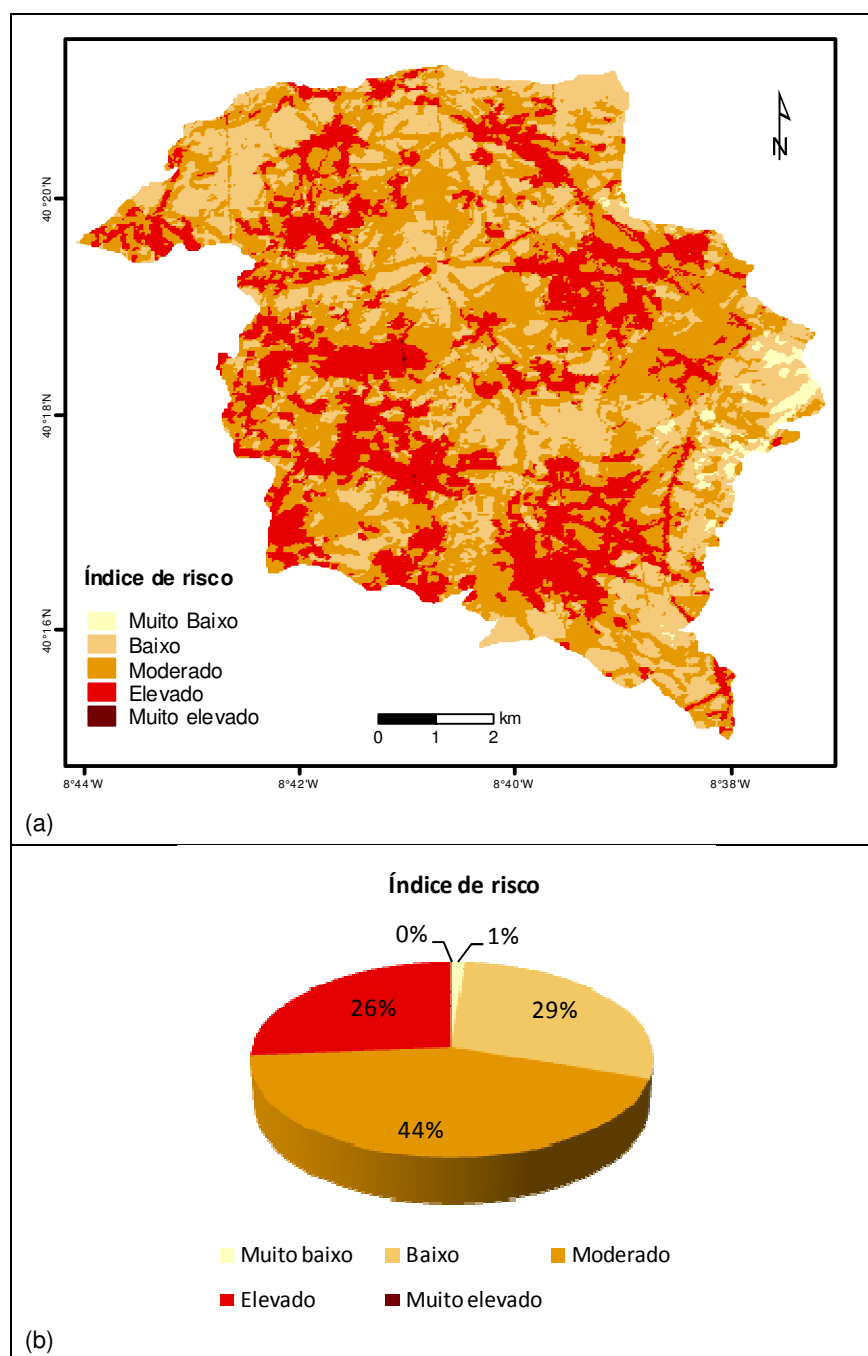 N
40°20'N
40°18'N
40°16'N
Índice de risco
Muito Baixo
Baixo
Moderado
Elevado
Muito elevado
km
0 1 2
8°44'W 8°42'W 8°40'W 8°38'W
(a)
Índice de risco
0% 1%
26% 29%
44%
Muito baixo Baixo Moderado
Elevado Muito elevado
(b)